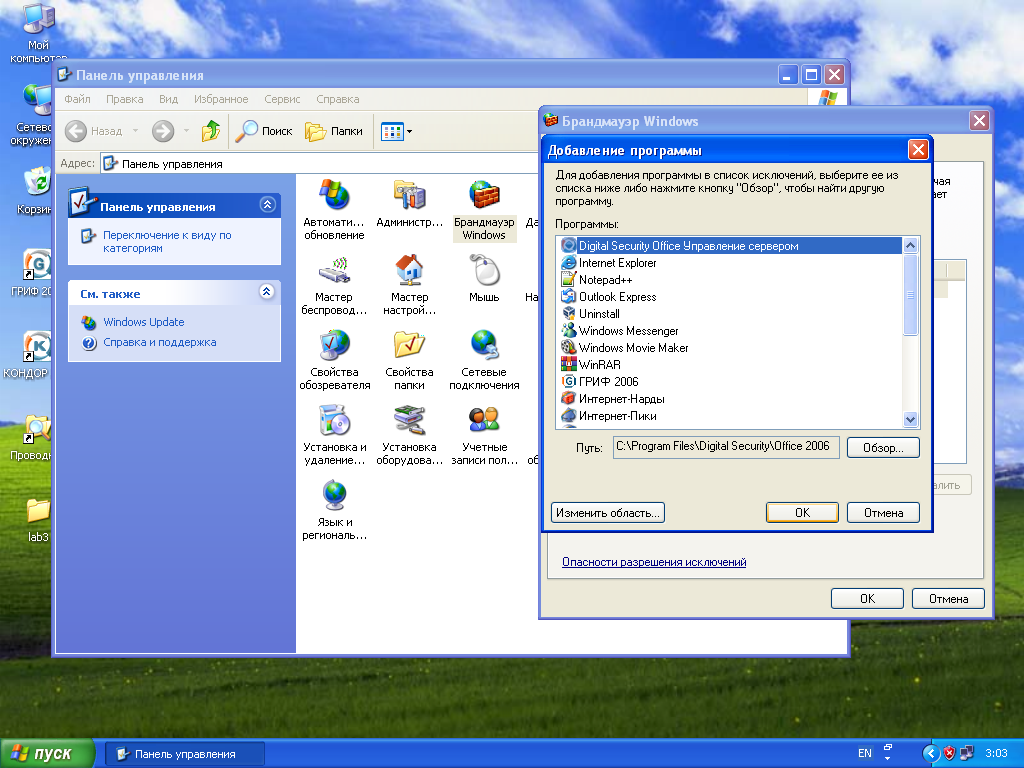 Мой
компьютер
Сетево
окружен
Корзин
ГРИФ 20
КОНДОР
Провод
lab3
Панель управления
Файл Правка Вид Избранное Сервис Справка
Назад Поиск Папки
Адрес: Панель управления
Панель управления
Переключение к виду по
категориям
См. также
Windows Update
Справка и поддержка
Автомати...
обновление
Администр...
Брандмауэр
Windows
Мастер
беспровод...
Мастер
настрой...
Мышь
Свойства
обозревателя
Свойства
папки
Сетевые
подключения
Установка и
удаление...
Установка
оборудова...
Учетные
записи пол...
Язык и
региональ...
Брандмауэр Windows
Добавление программы
Для добавления программы в список исключений, выберите ее из
списка ниже либо нажмите кнопку "Обзор", чтобы найти другую
программу.
Программы:
Digital Security Office Управление сервером
Internet Explorer
Notepad++
Outlook Express
Uninstall
Windows Messenger
Windows Movie Maker
WinRAR
ГРИФ 2006
Интернет-Нарды
Интернет-Пики
Путь: C:\Program Files\Digital Security\Office 2006 Обзор...
Изменить область... OK Отмена
Опасности разрешения исключений
OK Отмена
пуск Панель управления EN 3:03